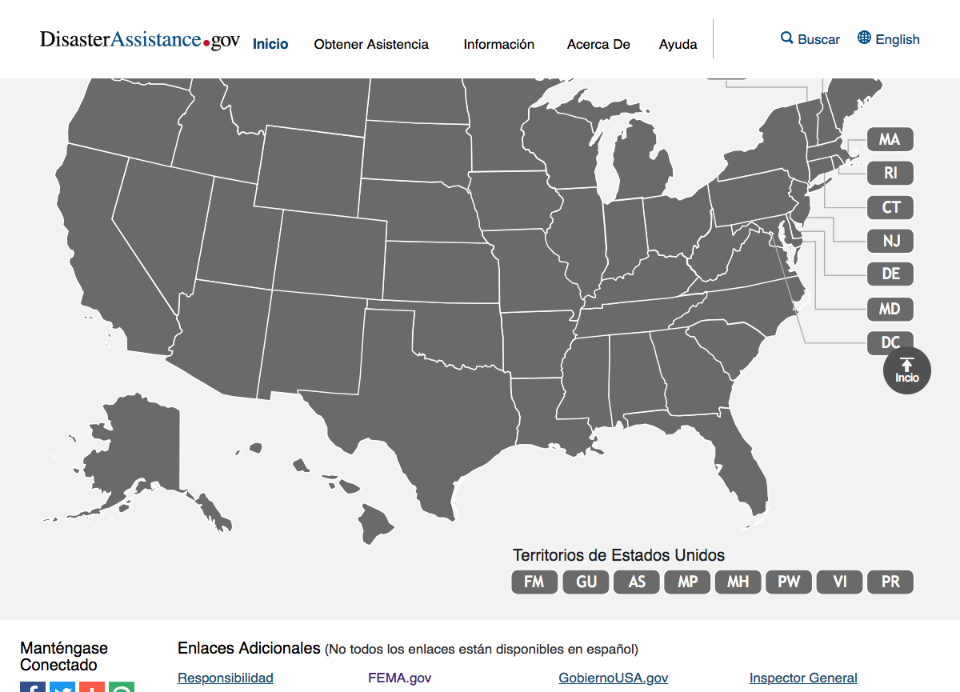 DisasterAssistance.gov Inicio Obtener Asistencia Información Acerca De Ayuda Buscar English
MA
RI
CT
NJ
DE
MD
DC
Incio
Territorios de Estados Unidos
FM GU AS MP MH PW VI PR
Manténgase
Conectado
Enlaces Adicionales (No todos los enlaces están disponibles en español)
Responsibilidad FEMA.gov GobiernoUSA.gov Inspector General